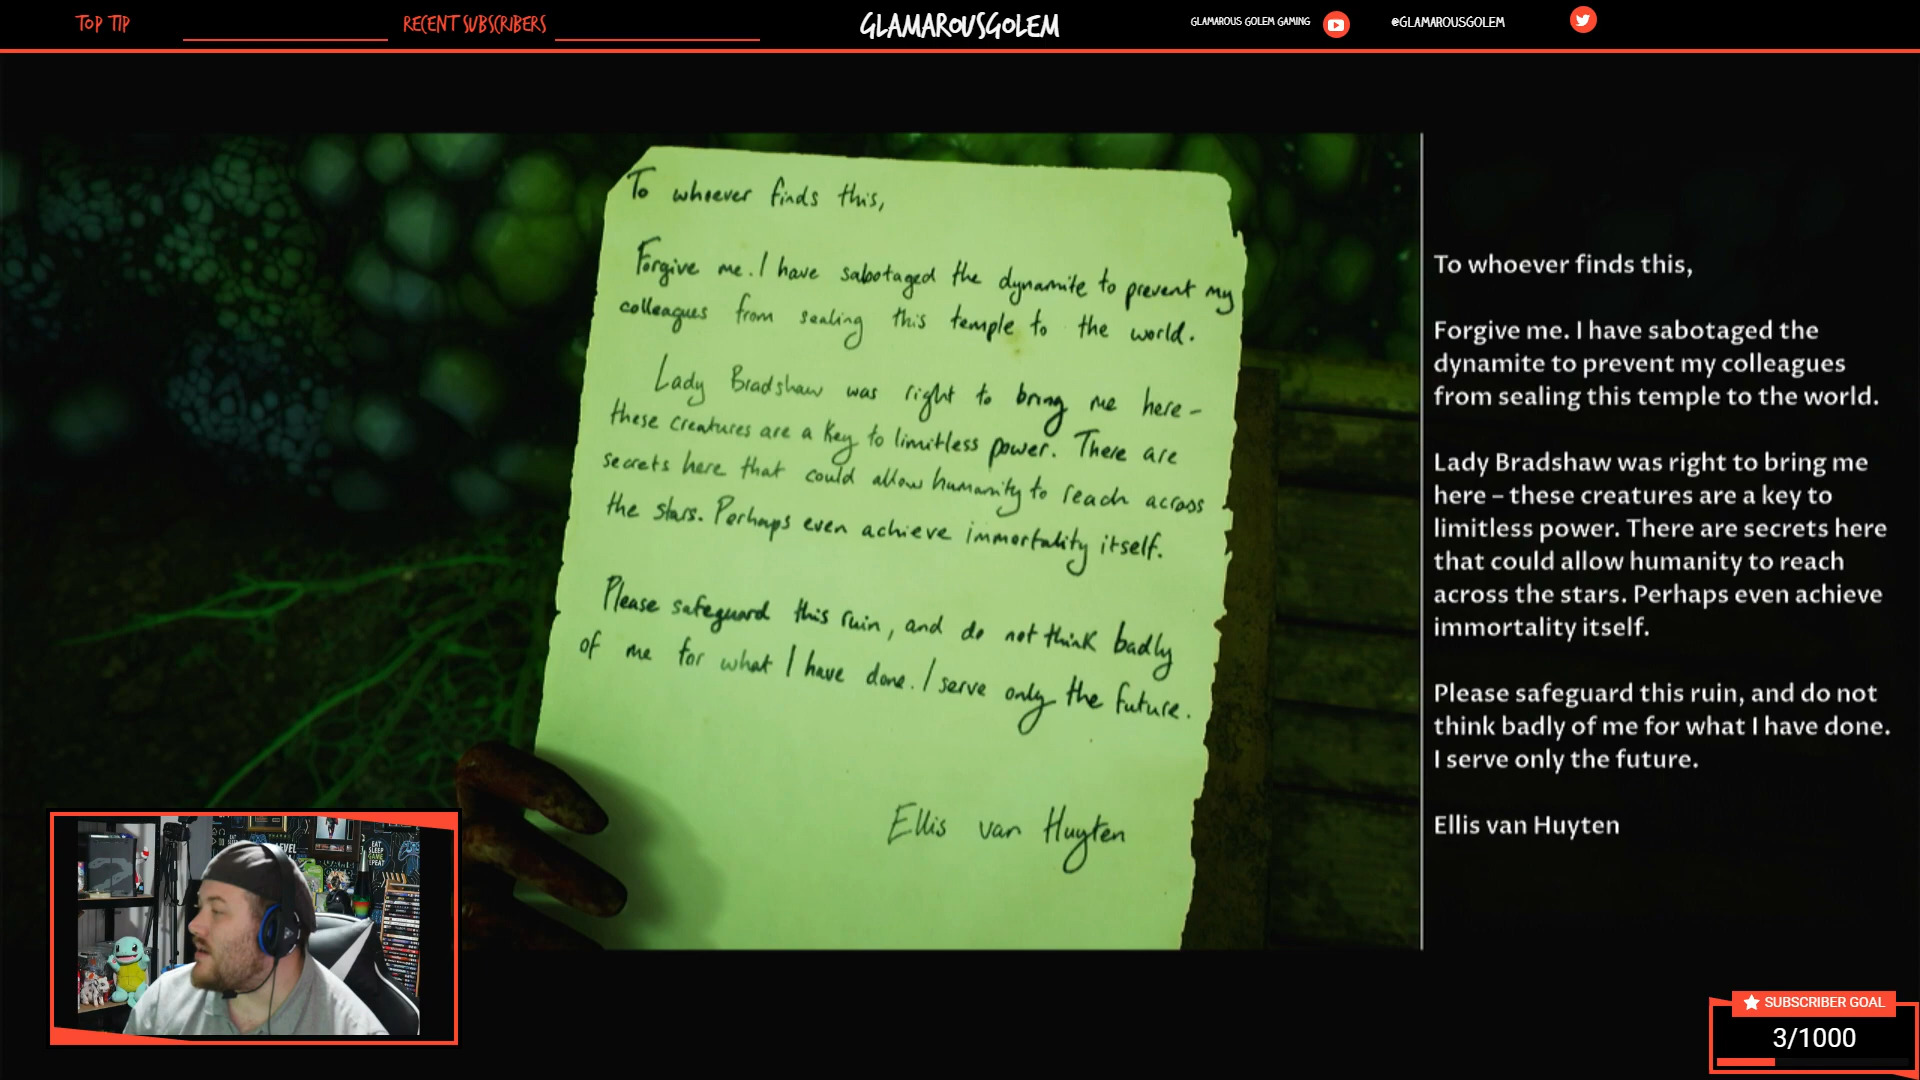 TOP TIP
RECENT SUBSCRIBERS
GLAMAROUSGOLEM
GLAMAROUS GOLEM GAMING
@GLAMAROUSGOLEM
To whoever finds this,
Forgive me. I have sabotaged the dynamite to prevent my
colleagues from sealing this temple to the world.
Lady Bradshaw was right to bring me here -
these creatures are a key to limitless power. There are
secrets here that could allow humanity to reach across
the stars. Perhaps even achieve immortality itself.
Please safeguard this ruin, and do not think badly
of me for what I have done. I serve only the future.
Ellis van Huyten
To whoever finds this,
Forgive me. I have sabotaged the
dynamite to prevent my colleagues
from sealing this temple to the world.
Lady Bradshaw was right to bring me
here – these creatures are a key to
limitless power. There are secrets here
that could allow humanity to reach
across the stars. Perhaps even achieve
immortality itself.
Please safeguard this ruin, and do not
think badly of me for what I have done.
I serve only the future.
Ellis van Huyten
EAT
SLEEP
GAME
REPEAT
LEVEL
SUBSCRIBER GOAL
3/1000